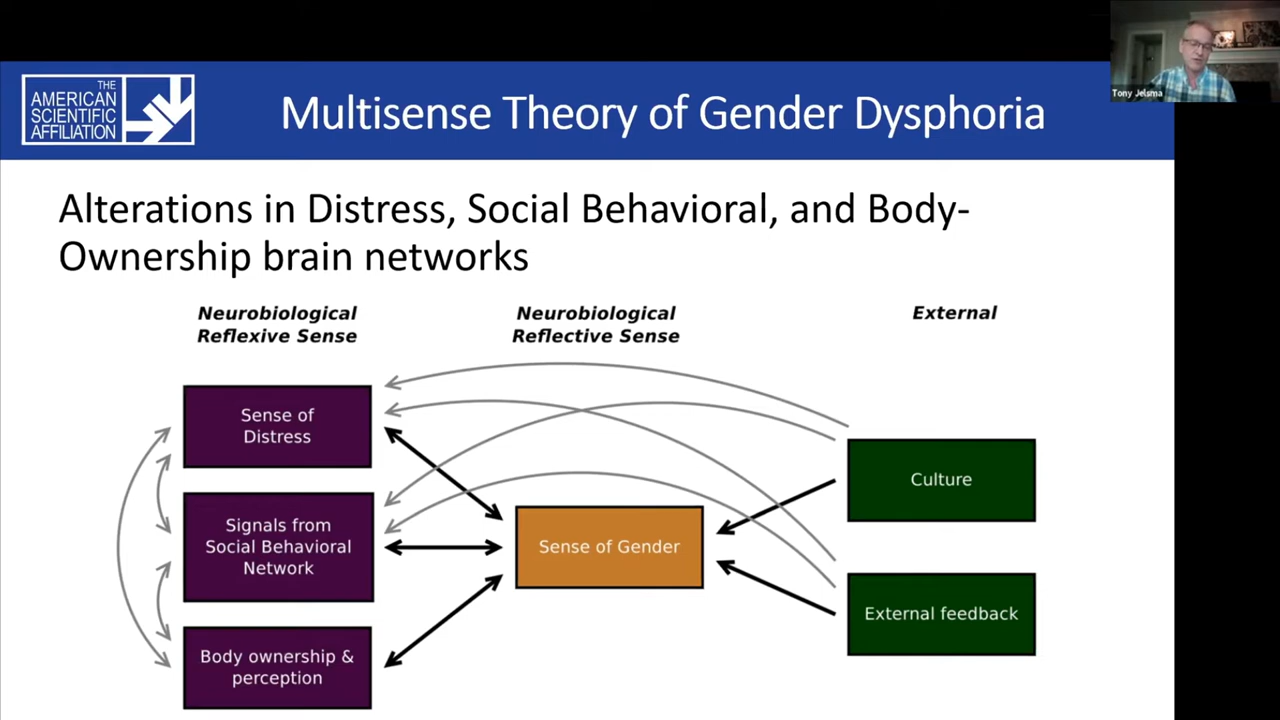 Tony Jelsma
THE
AMERICAN
SCIENTIFIC
AFFILIATION
Multisense Theory of Gender Dysphoria
Alterations in Distress, Social Behavioral, and Body-
Ownership brain networks
Neurobiological
Reflexive Sense
Neurobiological
Reflective Sense
External
Sense of
Distress
Signals from
Social Behavioral
Network
Body ownership &
perception
Sense of Gender
Culture
External feedback